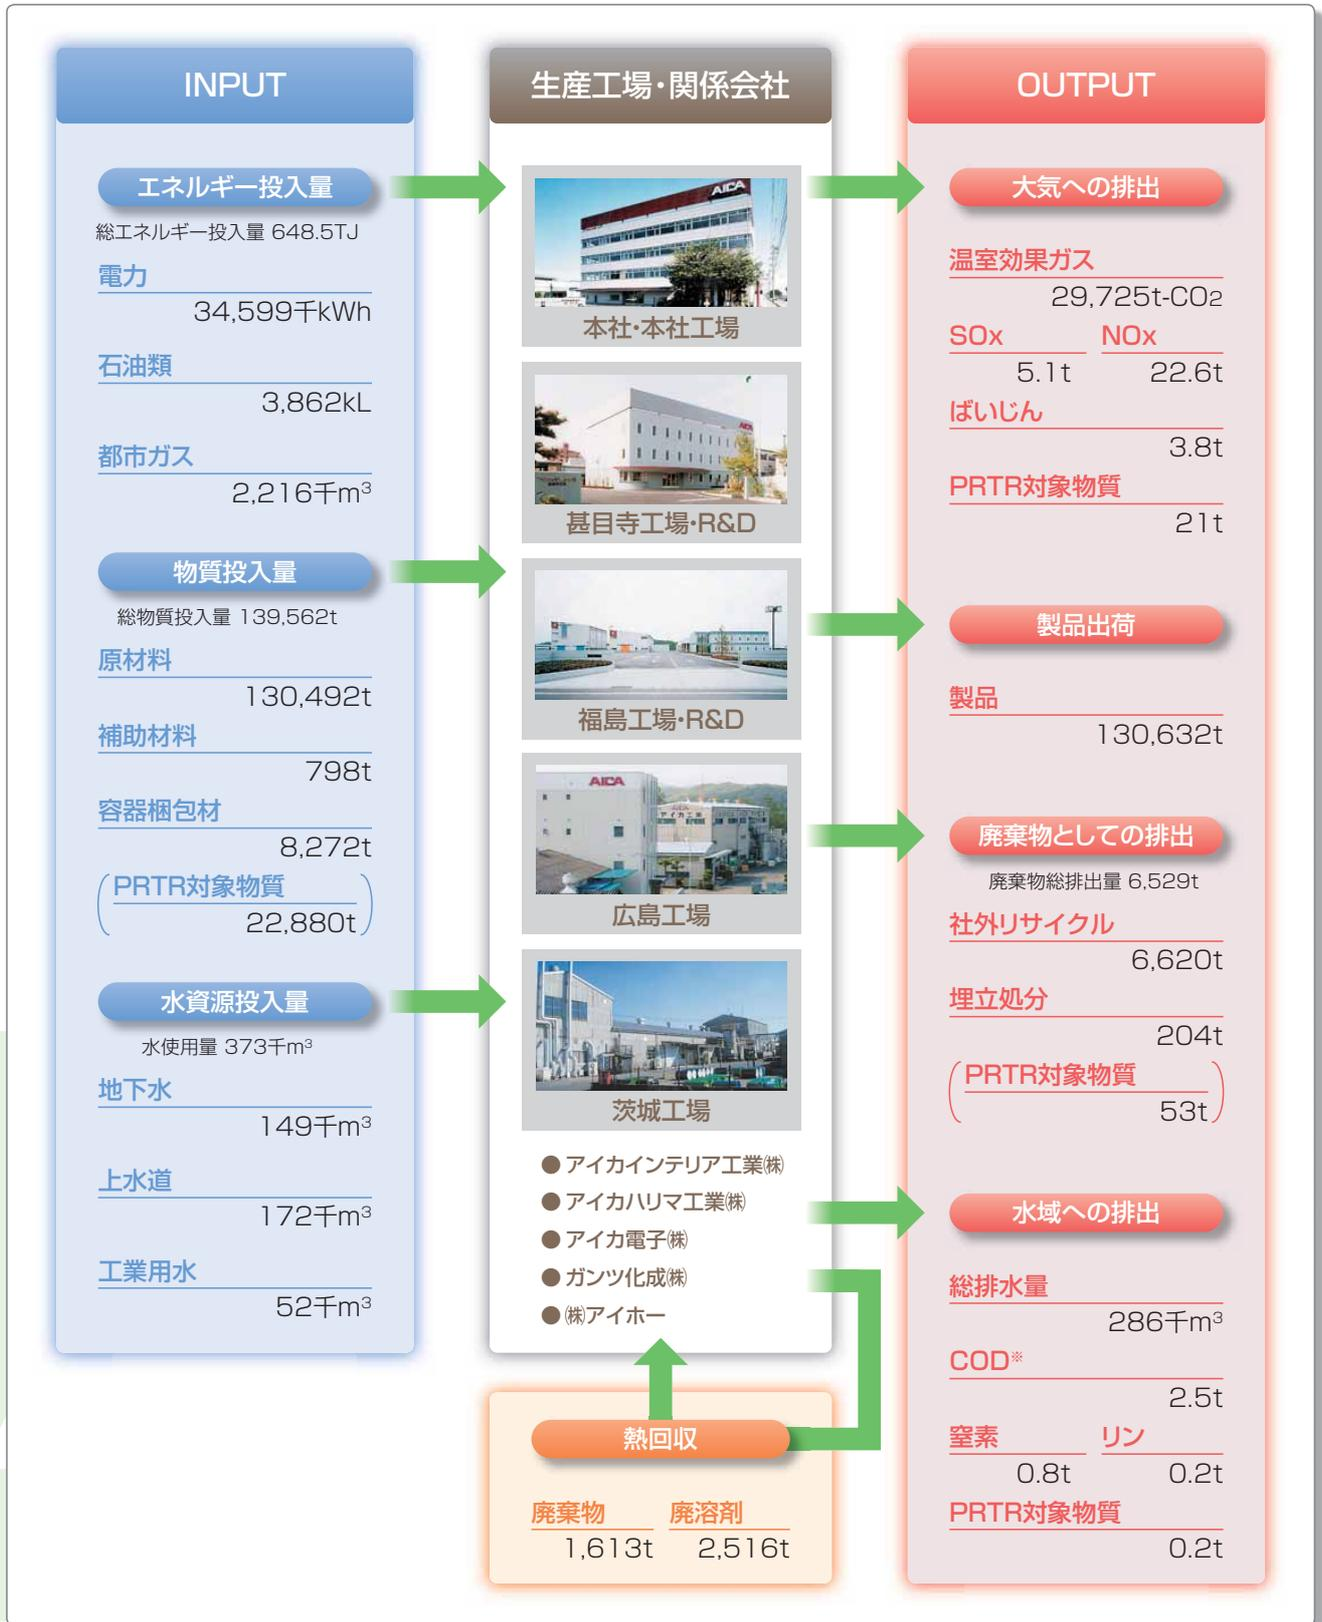 INPUT
エネルギー投入量
総エネルギー投入量 648.5TJ
電力
34,599千kWh
石油類
3,862kL
都市ガス
2,216千m³
物質投入量
総物質投入量 139,562t
原材料
130,492t
補助材料
798t
容器梱包材
8,272t
PRTR対象物質
22,880t
水資源投入量
水使用量 373千m³
地下水
149千m³
上水道
172千m³
工業用水
52千m³
生産工場・関係会社
AICA
本社・本社工場
AICA
甚目寺工場・R&D
福島工場・R&D
AICA
アイカ工業
広島工場
茨城工場
● アイカインテリア工業㈱
● アイカハリマ工業㈱
● アイカ電子㈱
● ガンツ化成㈱
● ㈱アイホー
熱回収
廃棄物 廃溶剤
1,613t 2,516t
OUTPUT
大気への排出
温室効果ガス
29,725t-CO₂
SOx NOx
5.1t 22.6t
ばいじん
3.8t
PRTR対象物質
21t
製品出荷
製品
130,632t
廃棄物としての排出
廃棄物総排出量 6,529t
社外リサイクル
6,620t
埋立処分
204t
PRTR対象物質
53t
水域への排出
総排水量
286千m³
COD※
2.5t
窒素 リン
0.8t 0.2t
PRTR対象物質
0.2t